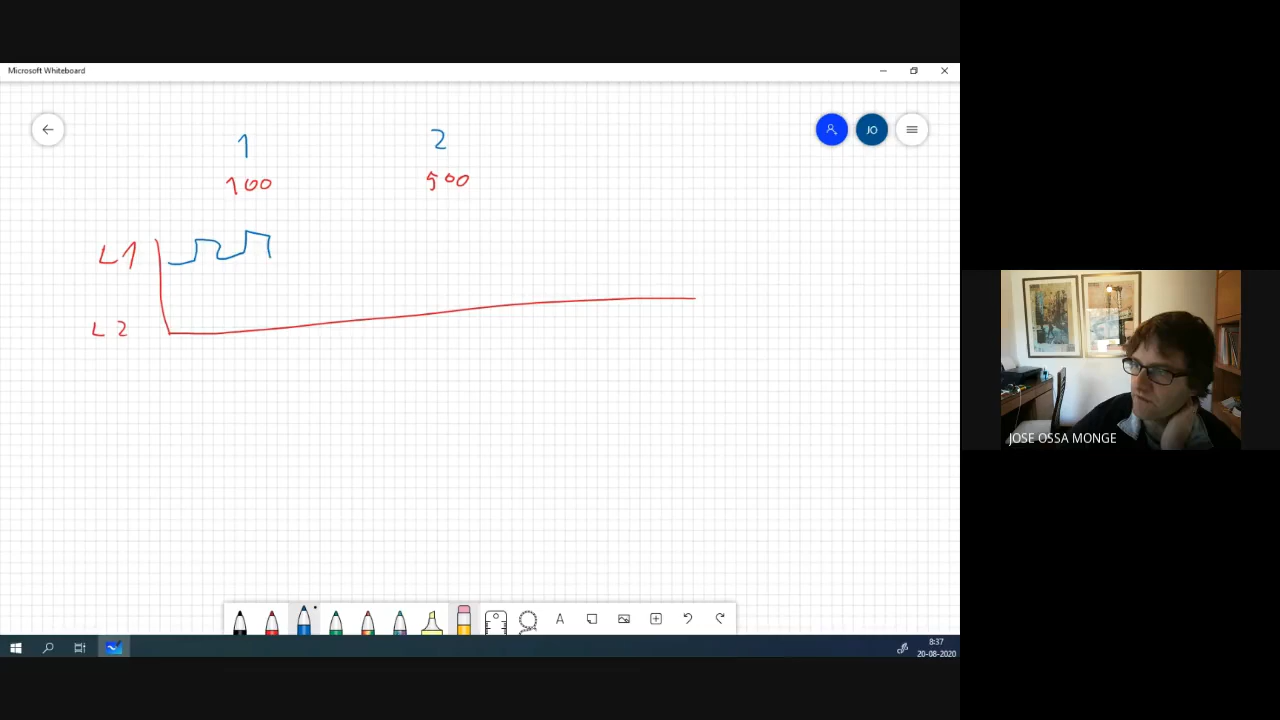 Microsoft Whiteboard
JO
1 2
100 500
L1
L2
JOSE OSSA MONGE
A
8:37
20-08-2020